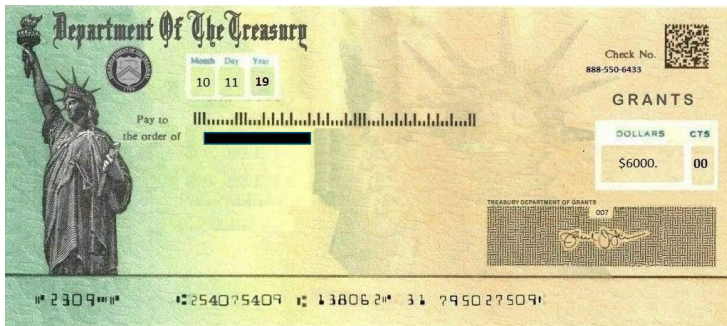 Department Of The Treasury
Month Day Year
10 11 19
Check No.
888-550-6433
GRANTS
Pay to
the order of
DOLLARS CTS
$6000. 00
TREASURY DEPARTMENT OF GRANTS
007
⑈2309⑈⑈ ⑆254075409 ⑆ 138062⑈ 31 795027509⑆